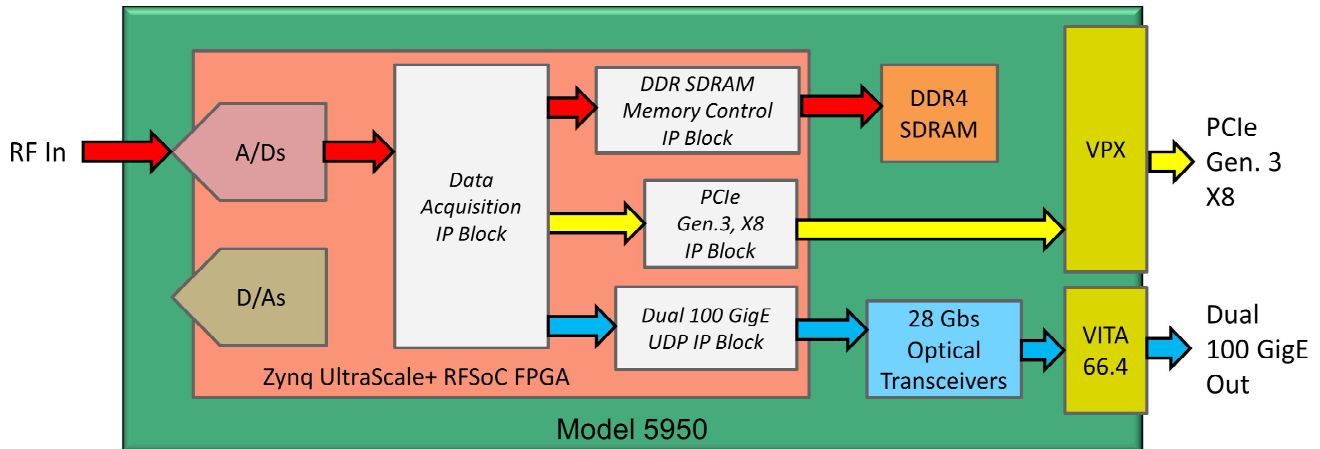 RF In
A/Ds
D/As
Data
Acquisition
IP Block
DDR SDRAM
Memory Control
IP Block
PCIe
Gen.3, X8
IP Block
Dual 100 GigE
UDP IP Block
Zynq UltraScale+ RFSoC FPGA
DDR4
SDRAM
28 Gbs
Optical
Transceivers
VPX
VITA
66.4
PCIe
Gen. 3
X8
Dual
100 GigE
Out
Model 5950